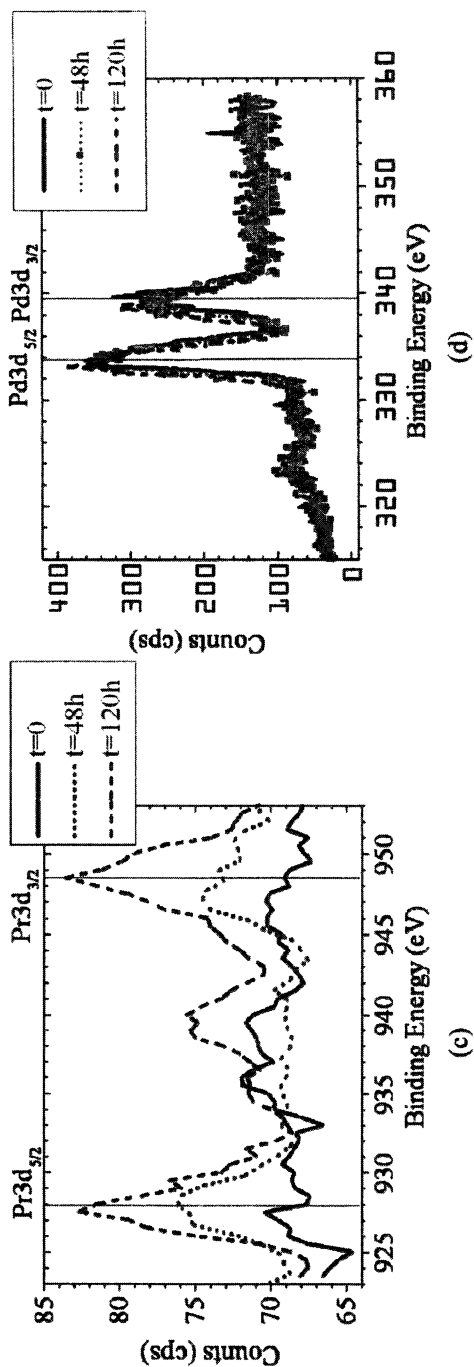 Pr3d5/2
Pr3d3/2
t=0
t=48h
t=120h
85
80
75
70
65
Counts (cps)
925
930
935
940
945
950
Binding Energy (eV)
(c)
Pd3d5/2 Pd3d3/2
t=0
t=48h
t=120h
400
300
200
100
0
Counts (cps)
320
330
340
350
360
Binding Energy (eV)
(d)